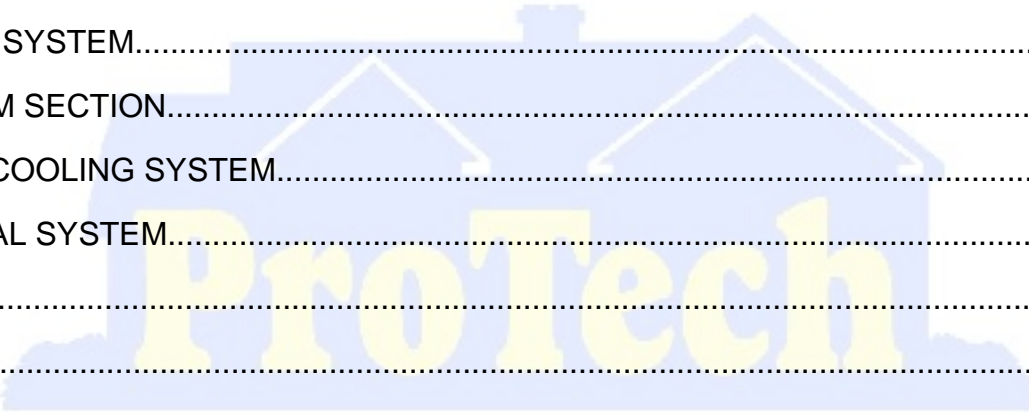 SYSTEM....................................................................................................
M SECTION................................................................................................
COOLING SYSTEM....................................................................................
AL SYSTEM................................................................................................
....................................................................................................................
....................................................................................................................
ProTech